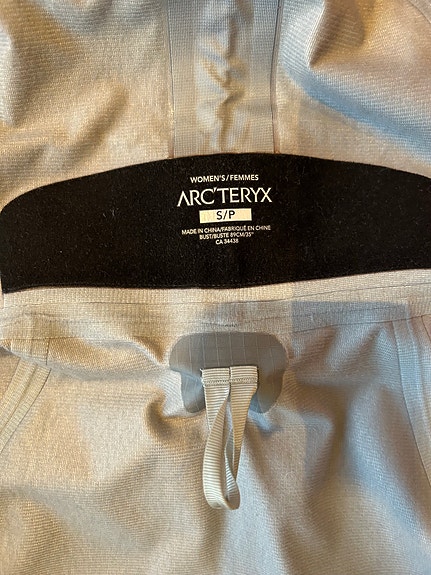 WOMEN'S/FEMMES
ARC'TERYX
S/P
MADE IN CHINA/FABRIQUÉ EN CHINE
BUST/BUSTE 89CM/35"
CA 34438